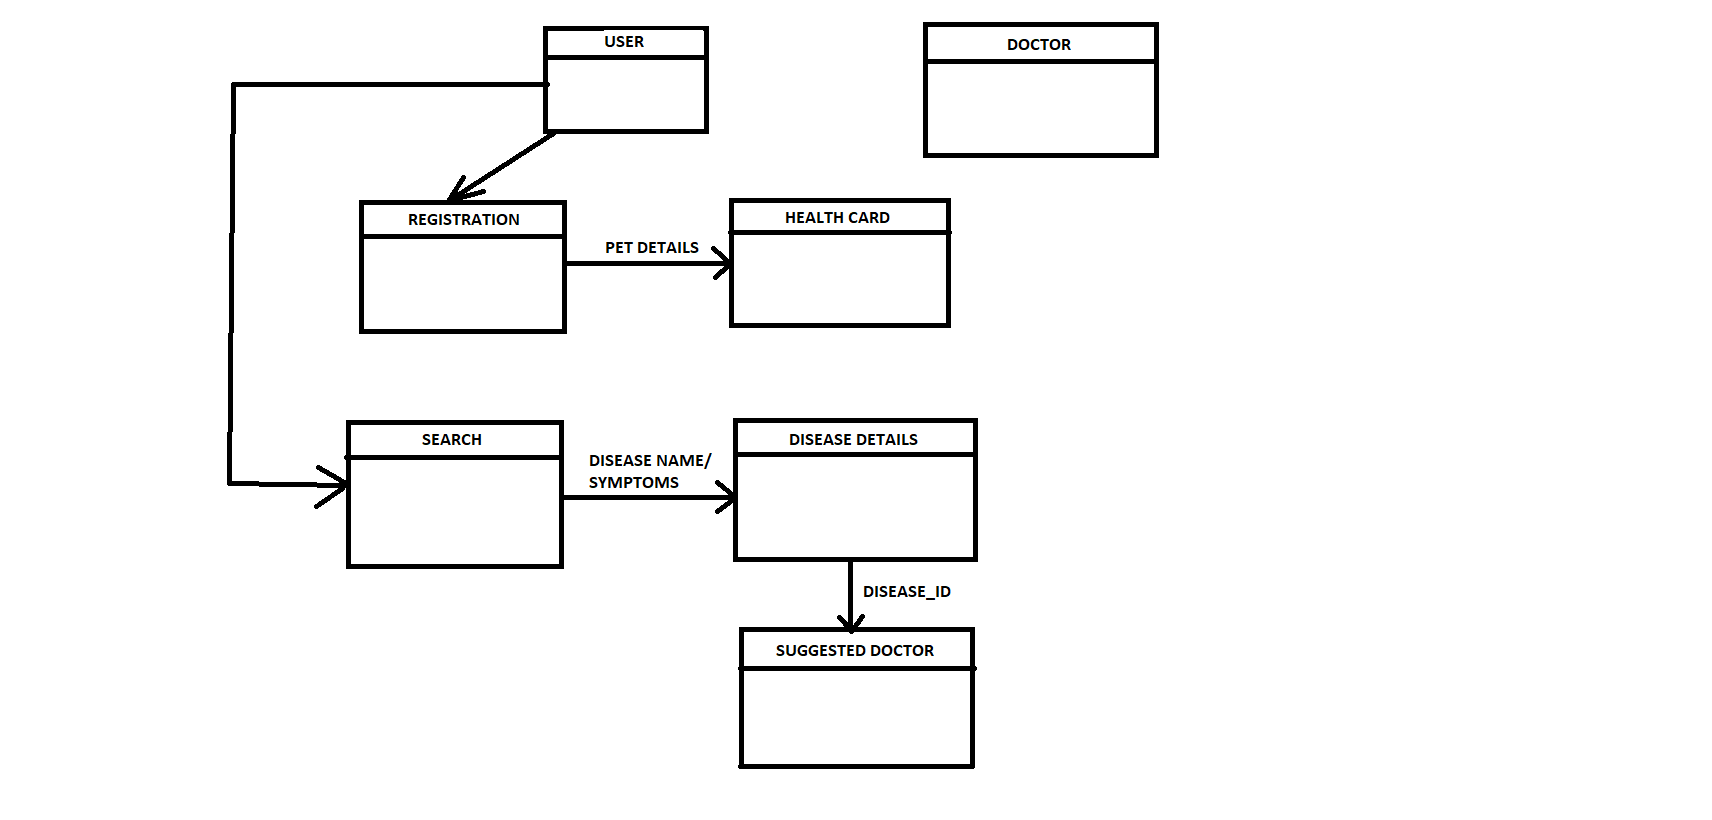 USER
DOCTOR
REGISTRATION
HEALTH CARD
PET DETAILS
SEARCH
DISEASE DETAILS
DISEASE NAME/
SYMPTOMS
DISEASE_ID
SUGGESTED DOCTOR